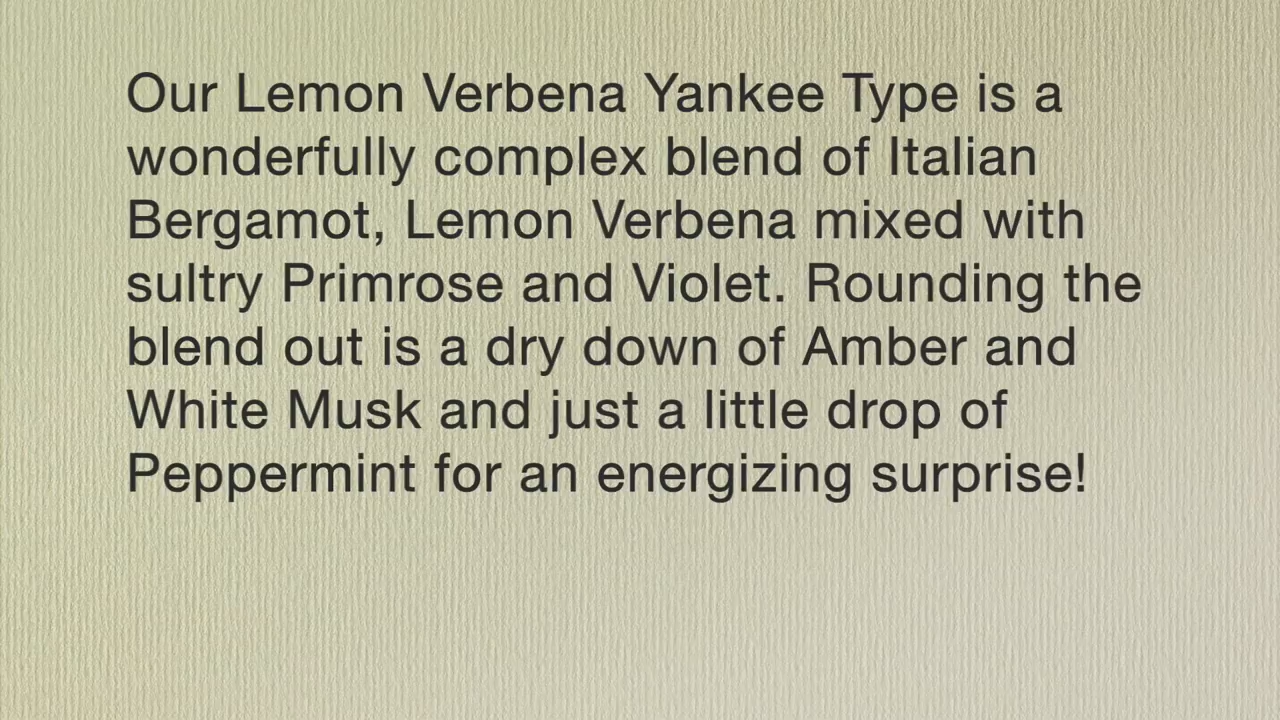 Our Lemon Verbena Yankee Type is a
wonderfully complex blend of Italian
Bergamot, Lemon Verbena mixed with
sultry Primrose and Violet. Rounding the
blend out is a dry down of Amber and
White Musk and just a little drop of
Peppermint for an energizing surprise!